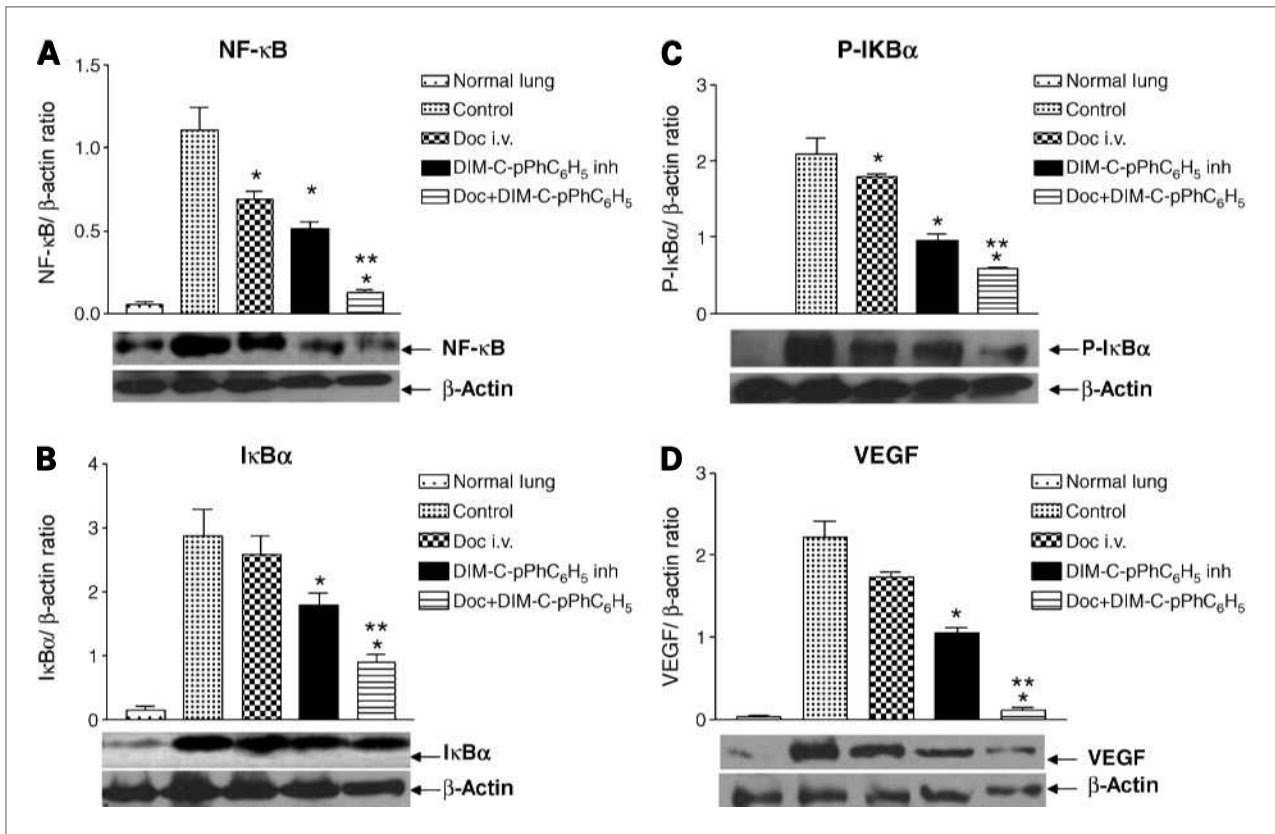 A
NF-κB
NF-κB/ β-actin ratio
1.5
1.0
0.5
0.0
*
*
**
*
Normal lung
Control
Doc i.v.
DIM-C-pPhC₆H₅ inh
Doc+DIM-C-pPhC₆H₅
NF-κB
β-Actin
C
P-IKBα
P-IκBα/ β-actin ratio
3
2
1
0
*
*
**
*
Normal lung
Control
Doc i.v.
DIM-C-pPhC₆H₅ inh
Doc+DIM-C-pPhC₆H₅
P-IκBα
β-Actin
B
IκBα
IκBα/ β-actin ratio
4
3
2
1
0
*
**
*
Normal lung
Control
Doc i.v.
DIM-C-pPhC₆H₅ inh
Doc+DIM-C-pPhC₆H₅
IκBα
β-Actin
D
VEGF
VEGF/ β-actin ratio
3
2
1
0
*
**
*
Normal lung
Control
Doc i.v.
DIM-C-pPhC₆H₅ inh
Doc+DIM-C-pPhC₆H₅
VEGF
β-Actin